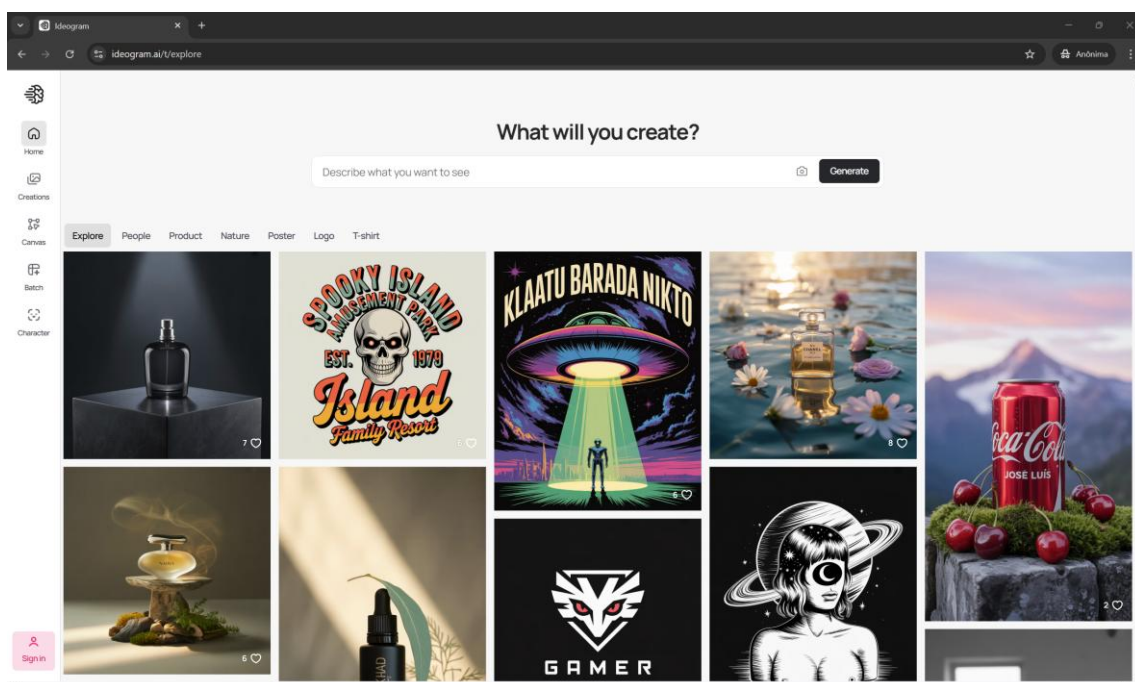 Ideogram
ideogram.ai/t/explore
Anônima
What will you create?
Home
Describe what you want to see
Generate
Creations
Canvas
Explore People Product Nature Poster Logo T-shirt
Batch
Character
SPOOKY ISLAND
AMUSEMENT PARK
EST. 1979
Island
Family Resort
KLAATU BARADA NIKTO
CHANEL
Coca-Cola
JOSÉ LUÍS
7
5
8
GAMER
6
2
Sign in